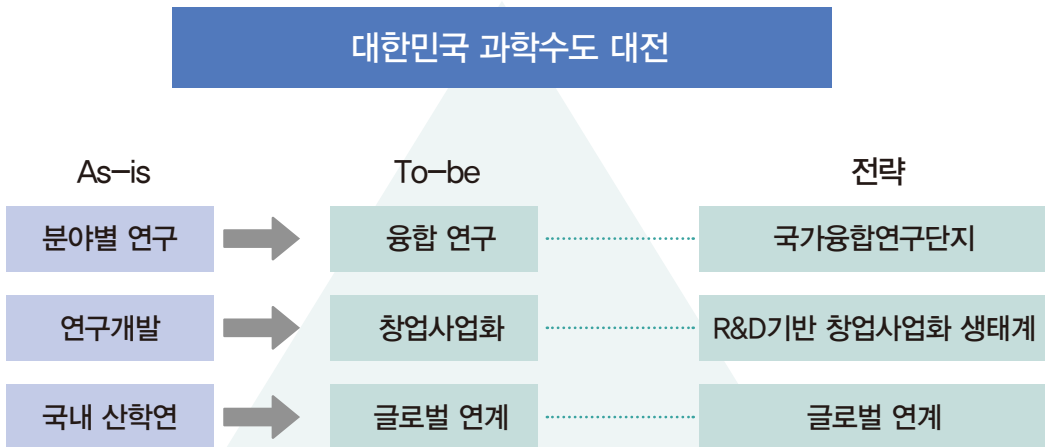 대한민국 과학수도 대전
As-is To-be 전략
분야별 연구 융합 연구 국가융합연구단지
연구개발 창업사업화 R&D기반 창업사업화 생태계
국내 산학연 글로벌 연계 글로벌 연계